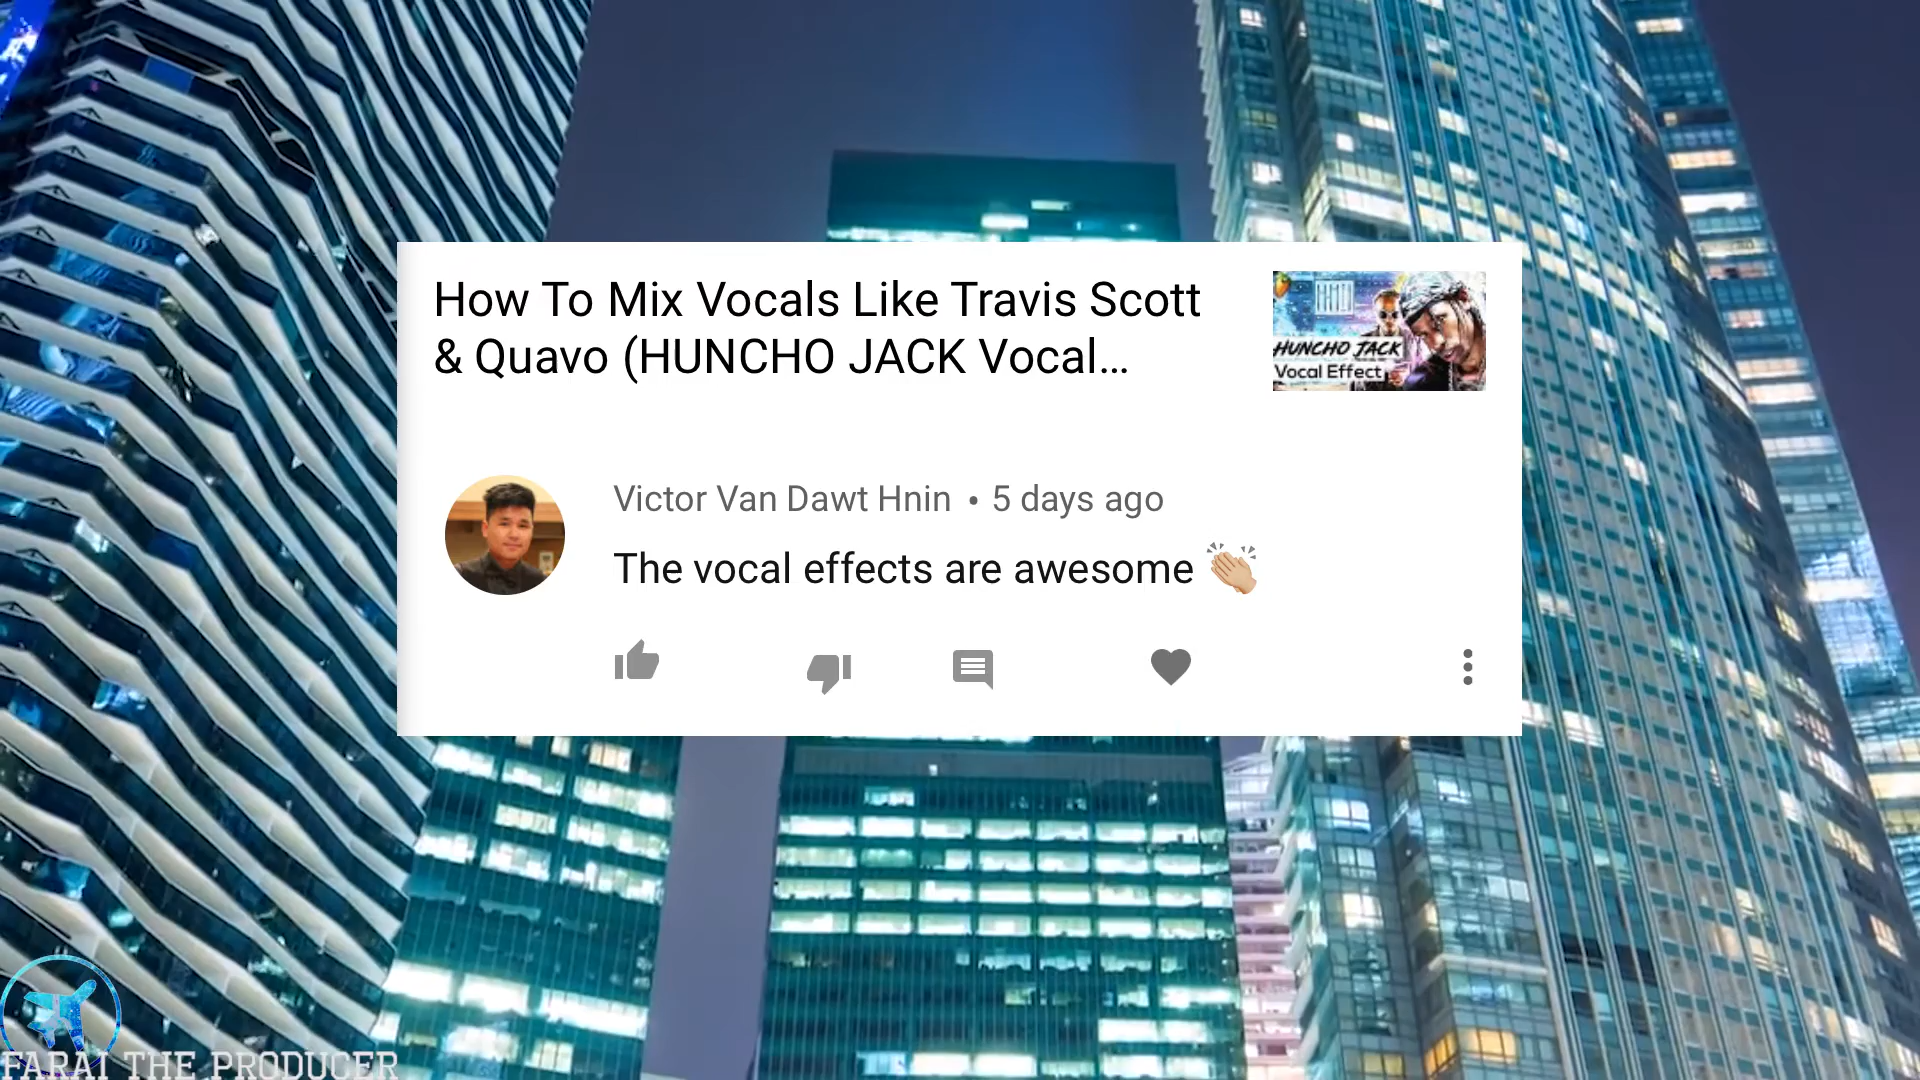 How To Mix Vocals Like Travis Scott
& Quavo (HUNCHO JACK Vocal...
HUNCHO JACK
Vocal Effect
Victor Van Dawt Hnin • 5 days ago
The vocal effects are awesome 👏🏼
FARAI THE PRODUCER